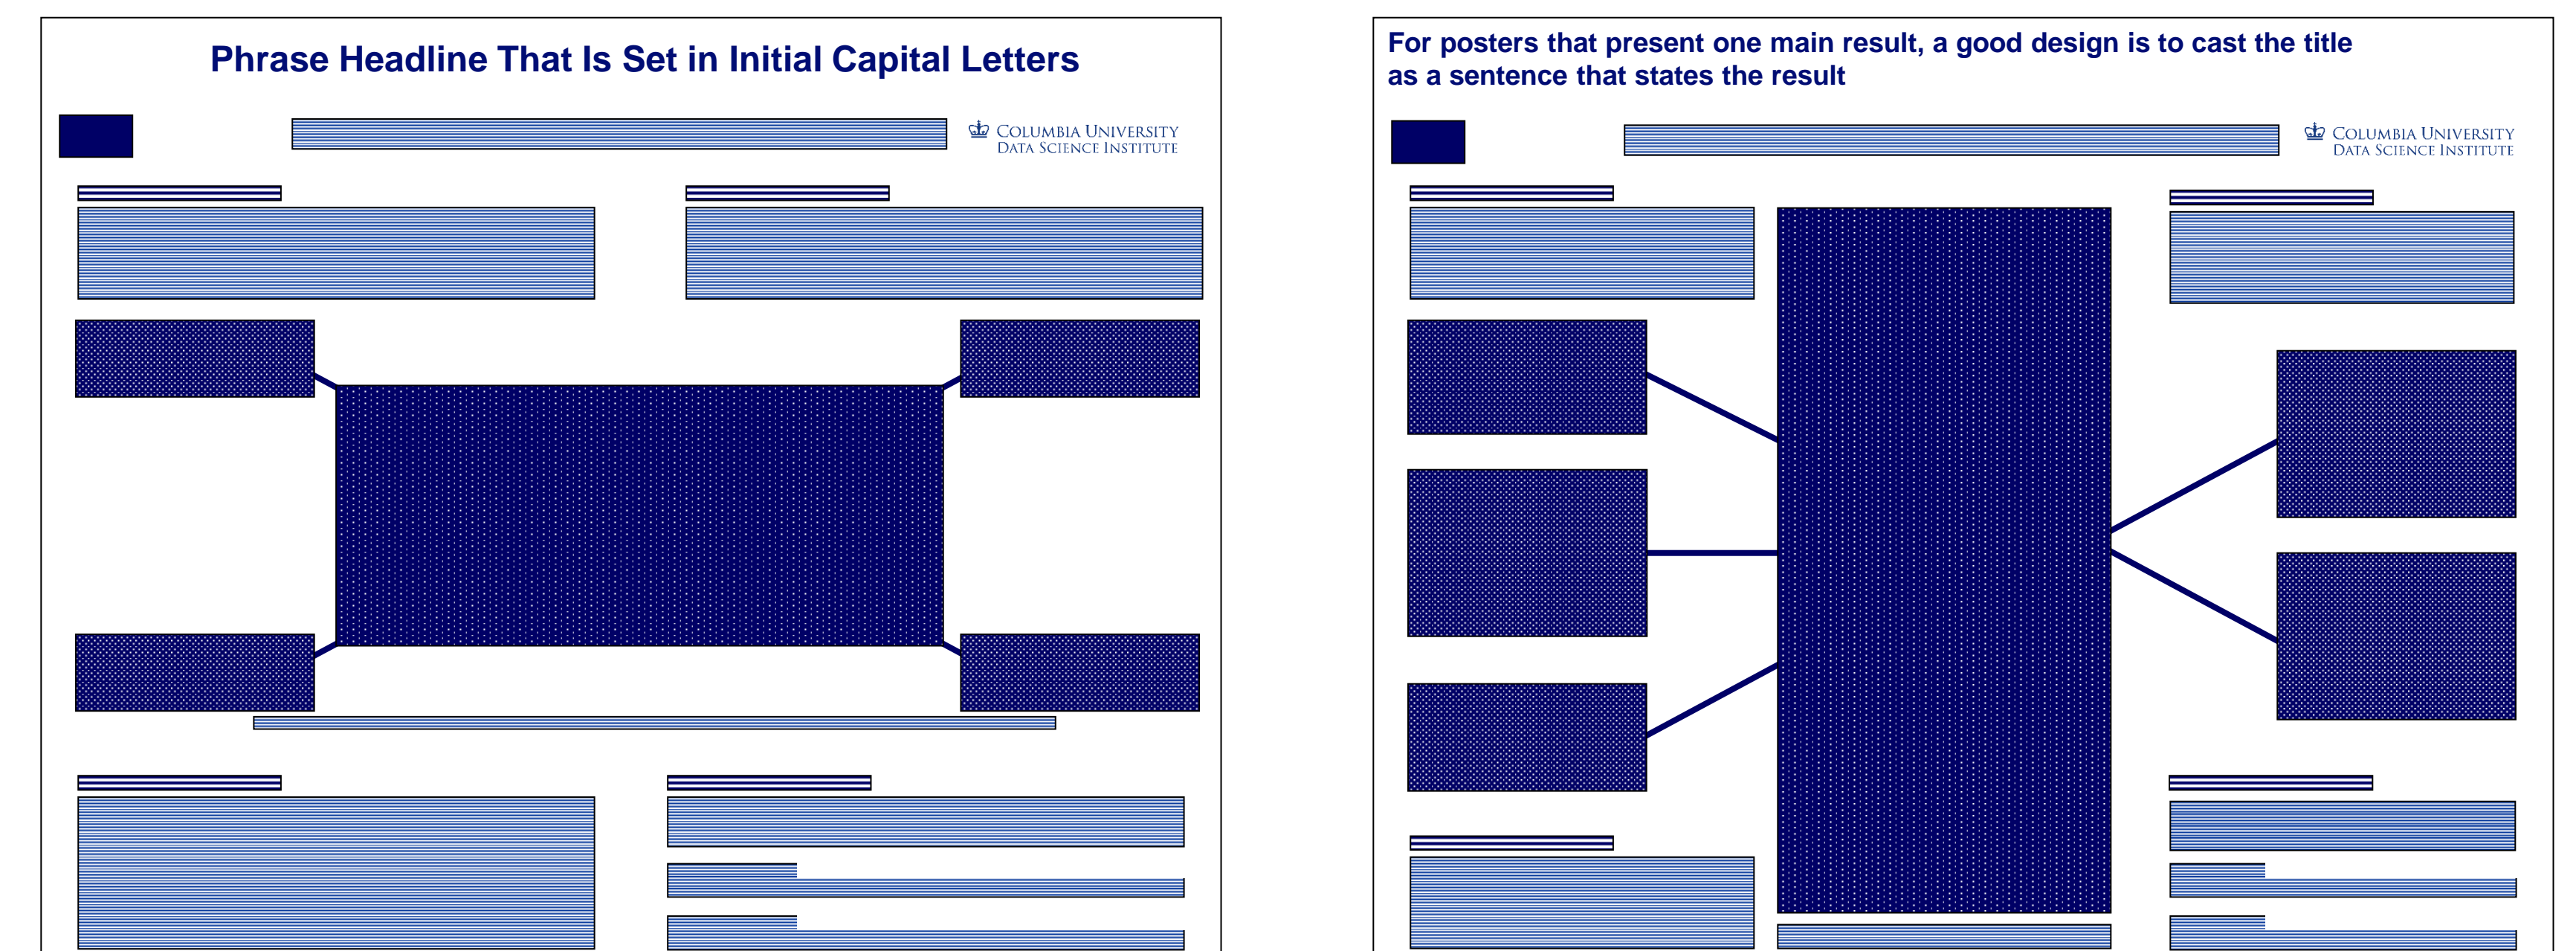 Phrase Headline That Is Set in Initial Capital Letters
COLUMBIA UNIVERSITY
DATA SCIENCE INSTITUTE
For posters that present one main result, a good design is to cast the title
as a sentence that states the result
COLUMBIA UNIVERSITY
DATA SCIENCE INSTITUTE